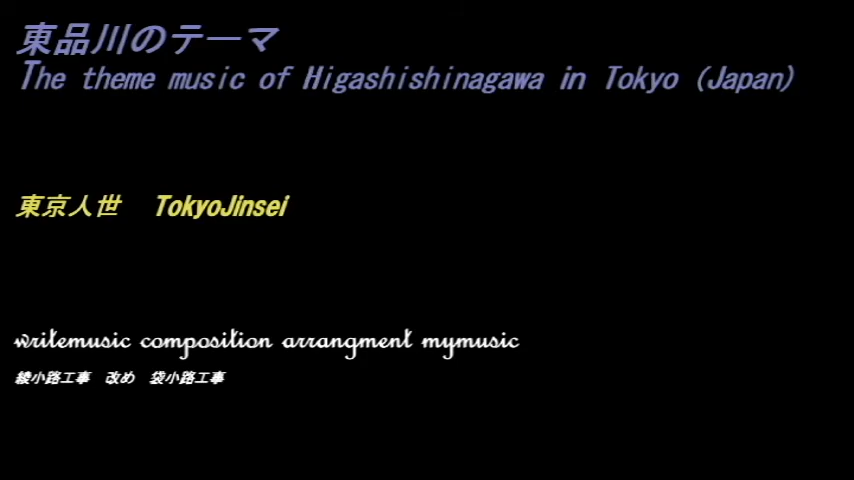 東品川のテーマ
The theme music of Higashishinagawa in Tokyo (Japan)
東京人世 TokyoJinsei
writemusic composition arrangment mymusic
綾小路工事 改め 袋小路工事